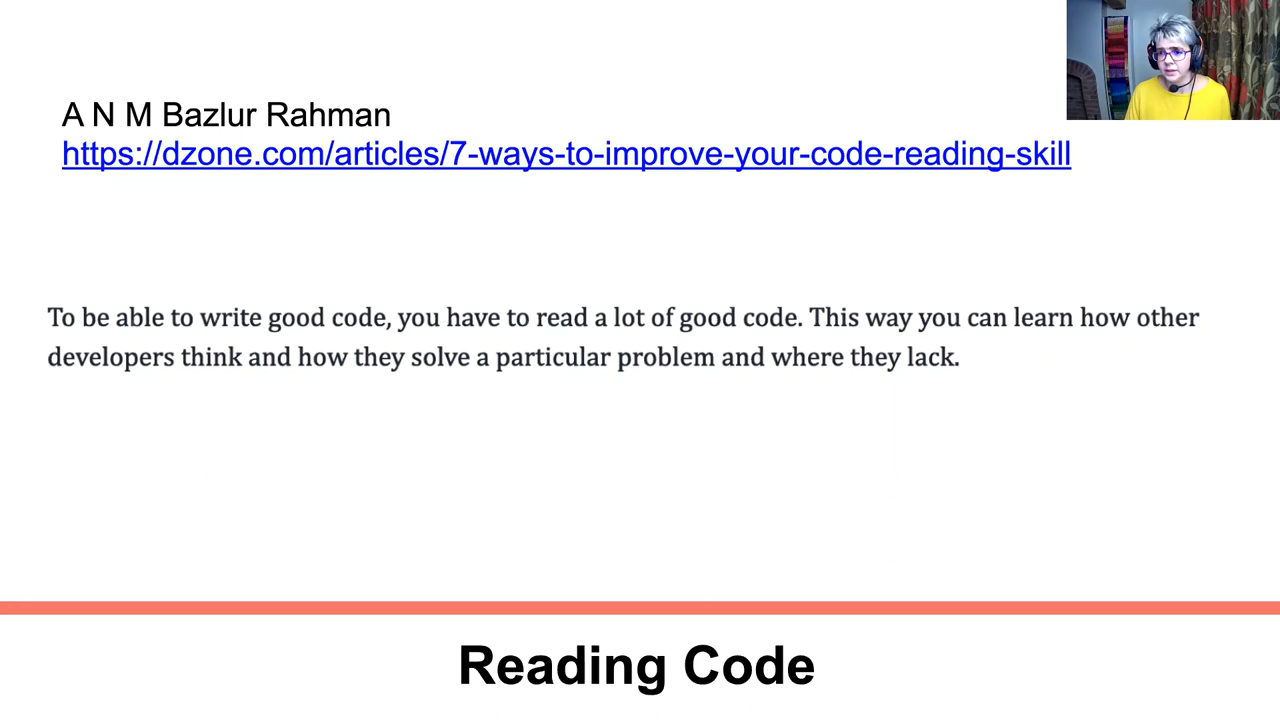 A N M Bazlur Rahman
https://dzone.com/articles/7-ways-to-improve-your-code-reading-skill
To be able to write good code, you have to read a lot of good code. This way you can learn how other
developers think and how they solve a particular problem and where they lack.
Reading Code